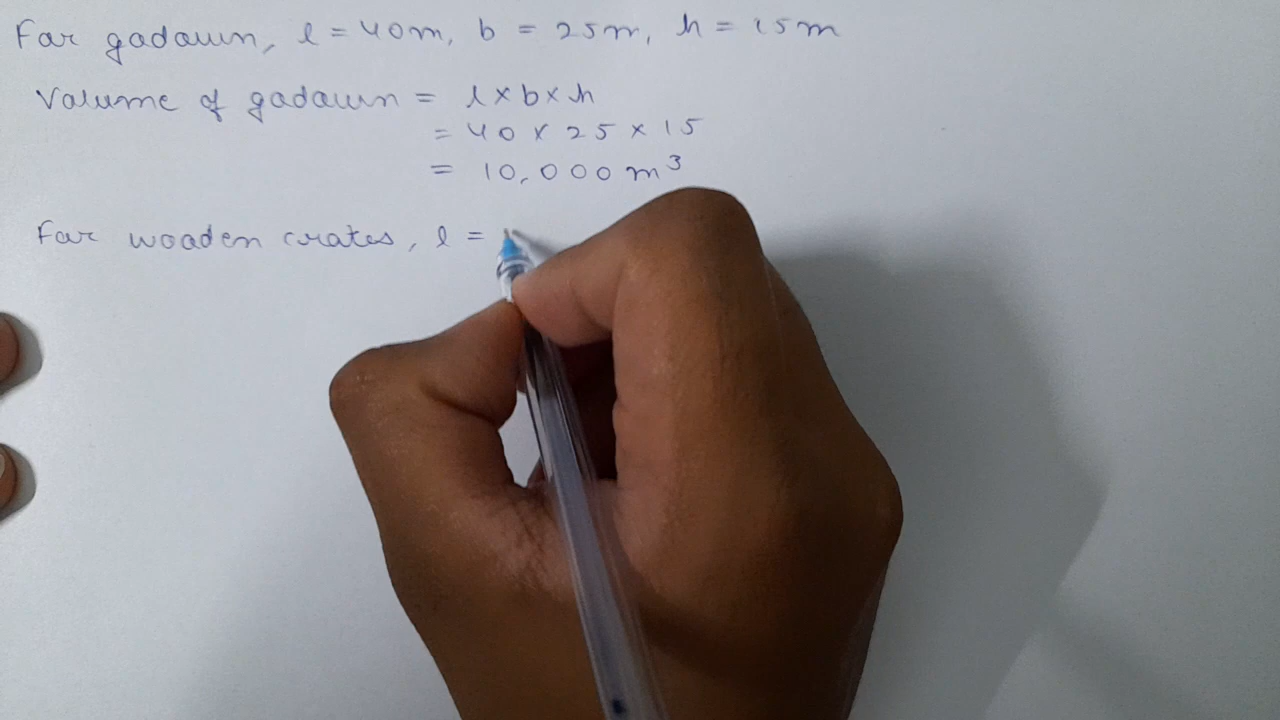 For godown, l = 40m, b = 25m, h = 15m
Volume of godown = l × b × h
= 40 × 25 × 15
= 10,000 m³
For wooden crates, l =